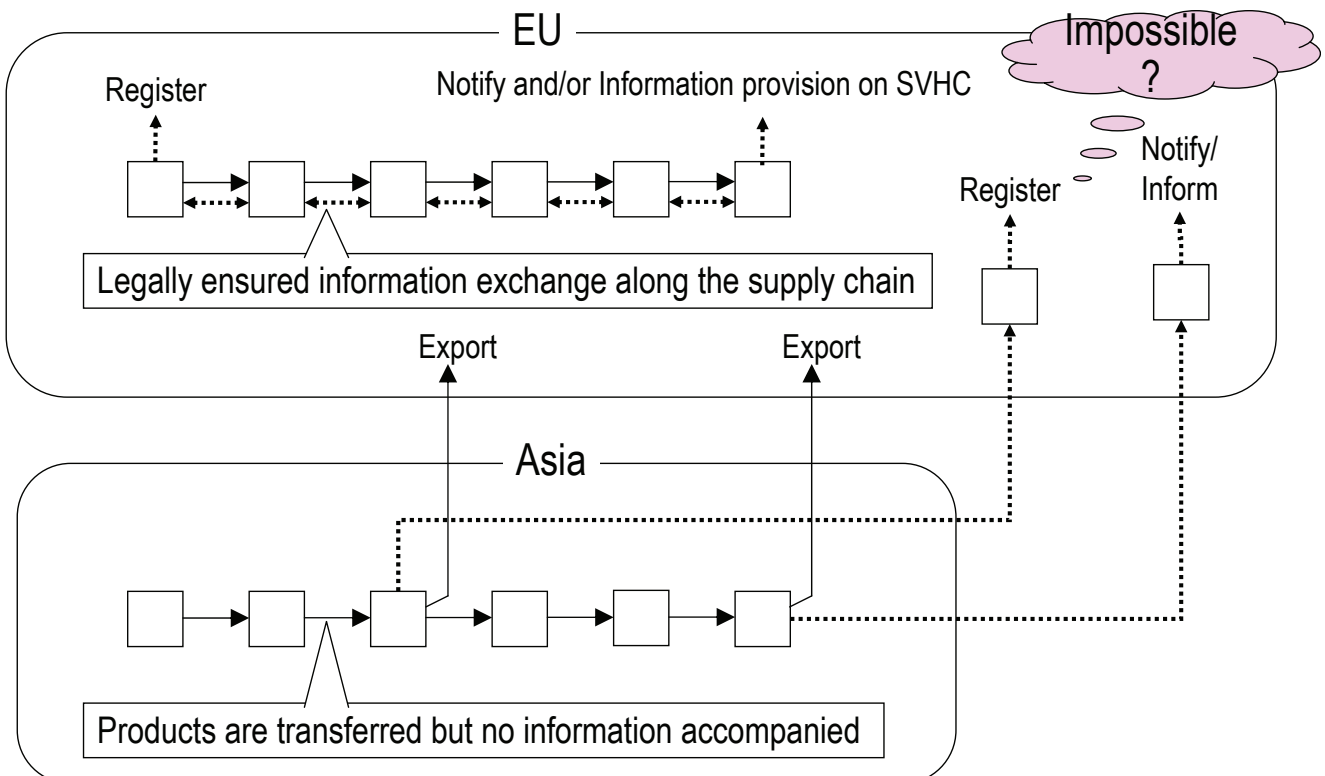 EU
Impossible
?
Register
Notify and/or Information provision on SVHC
Notify/
Inform
Register
Legally ensured information exchange along the supply chain
Export
Export
Asia
Products are transferred but no information accompanied